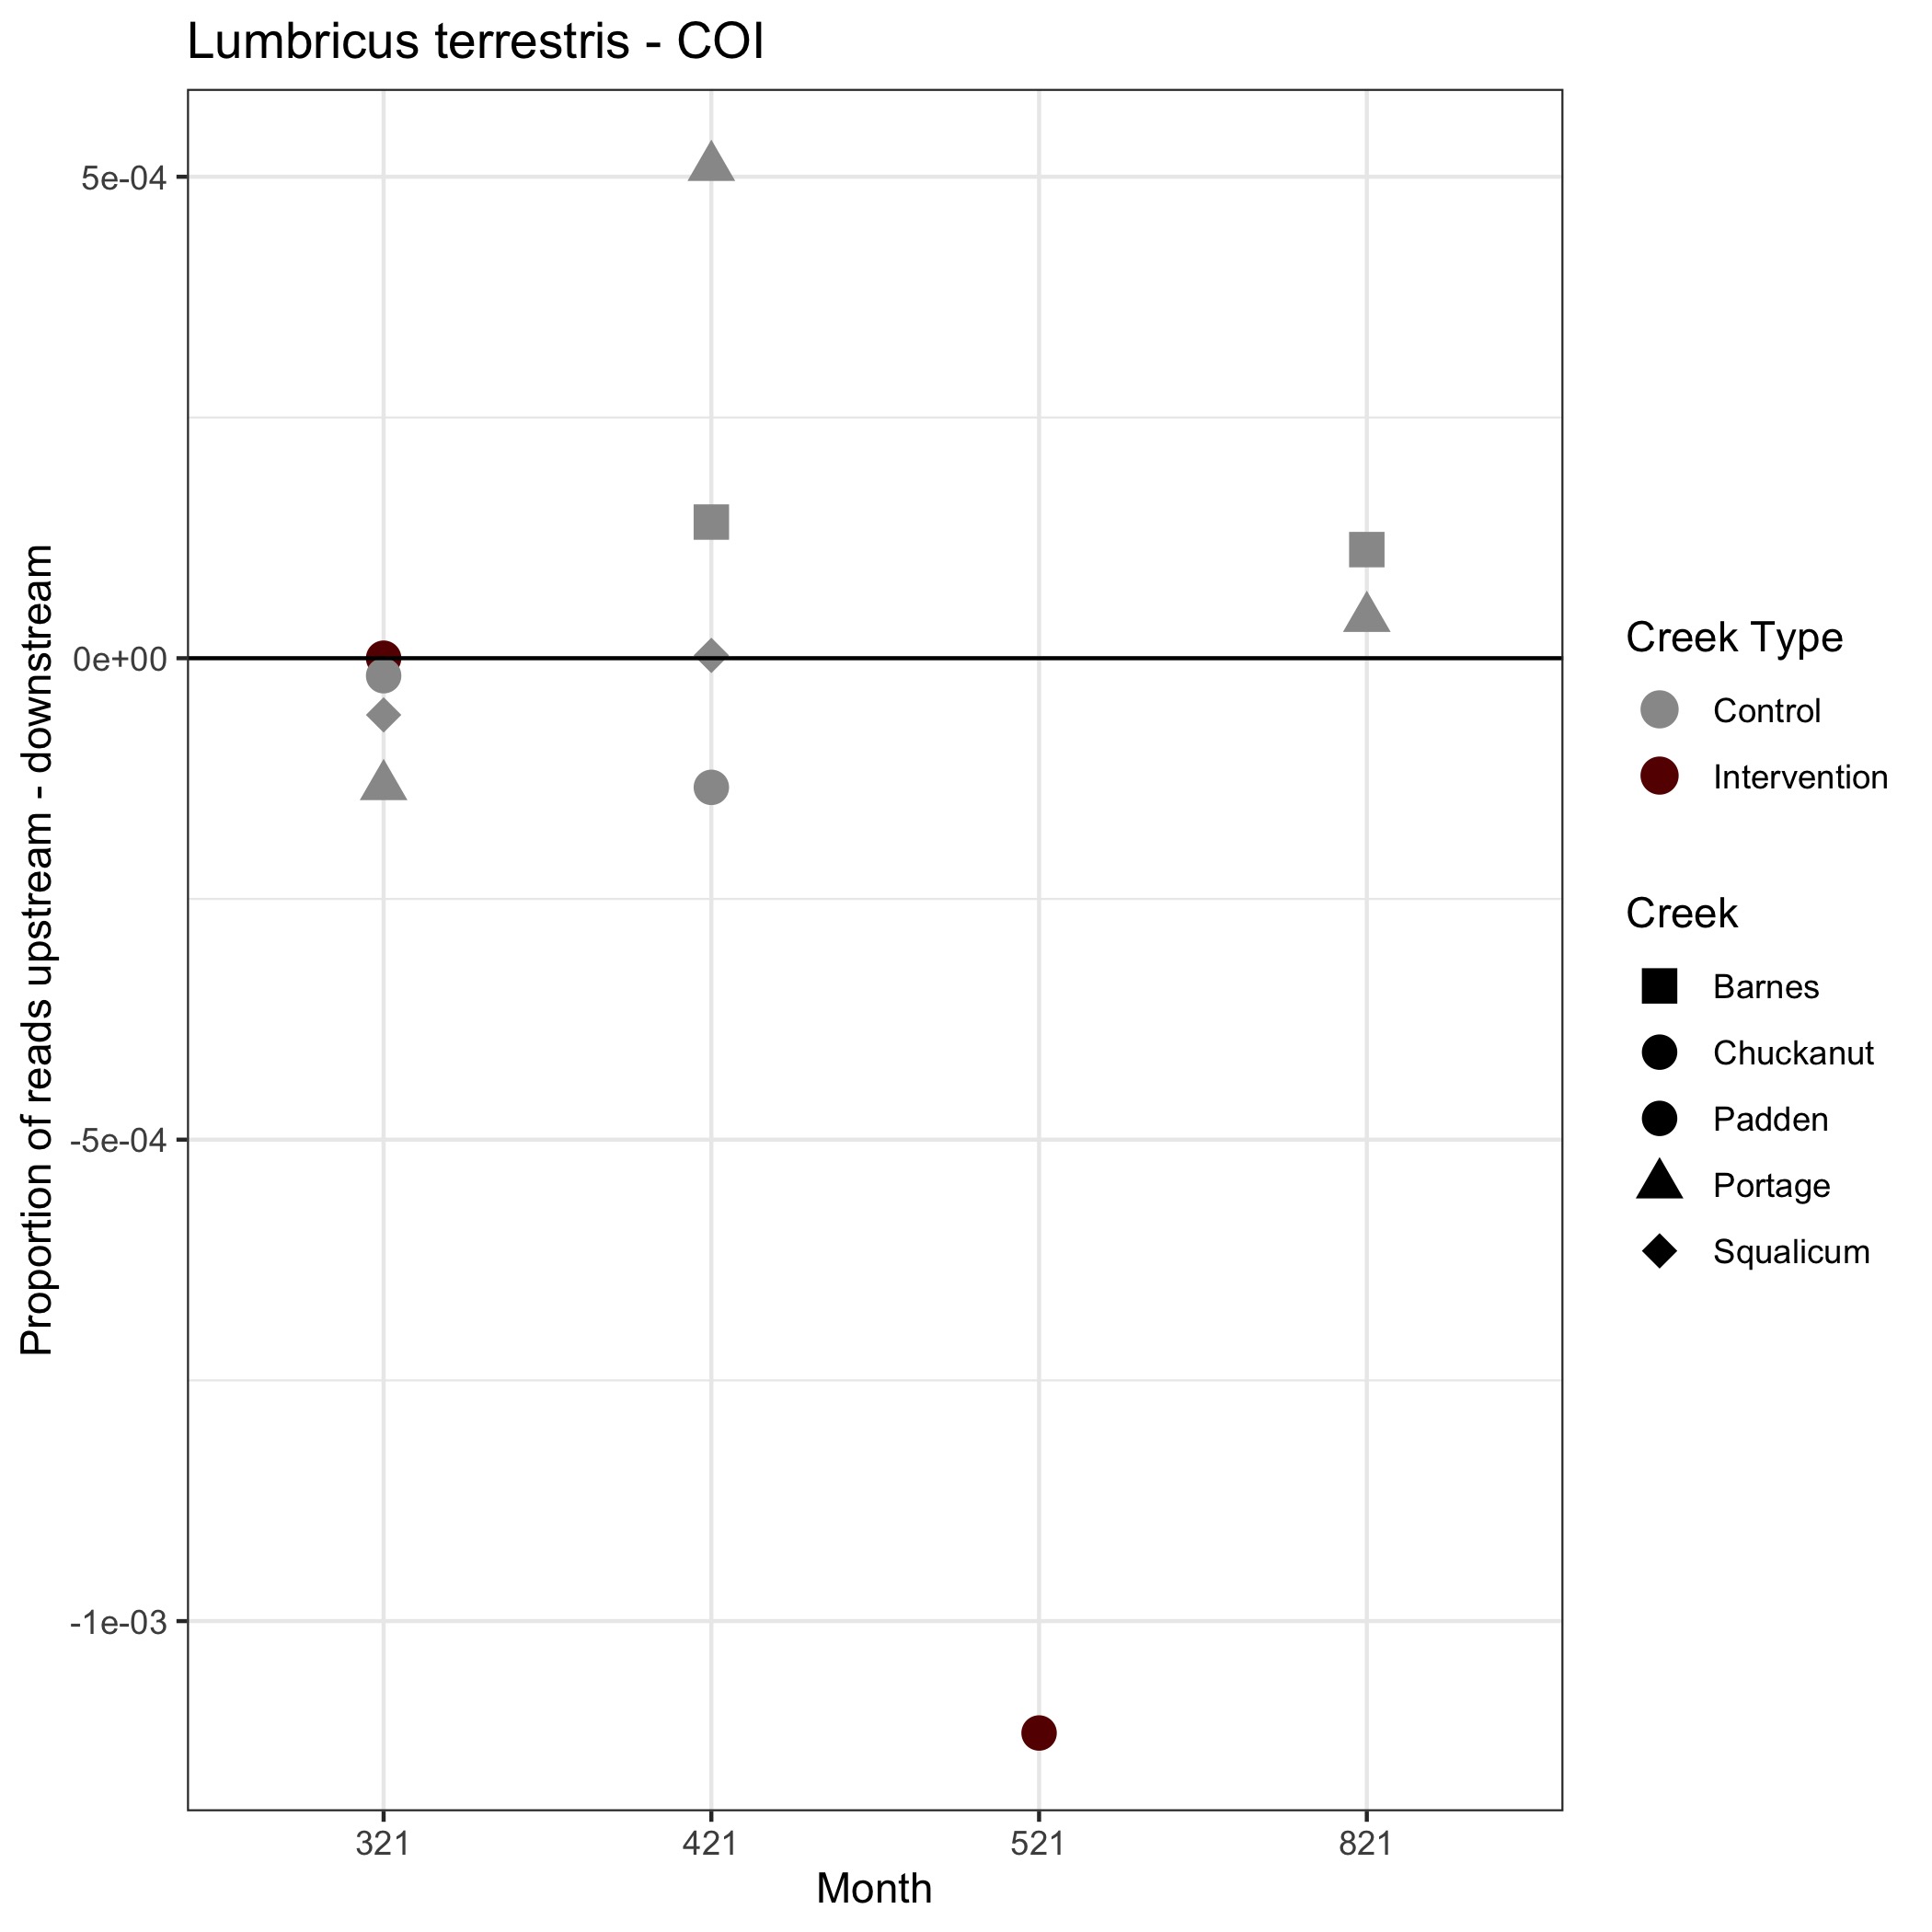 Lumbricus terrestris - COI
Proportion of reads upstream - downstream
5e-04
0e+00
-5e-04
-1e-03
321
421
521
821
Month
Creek Type
Control
Intervention
Creek
Barnes
Chuckanut
Padden
Portage
Squalicum